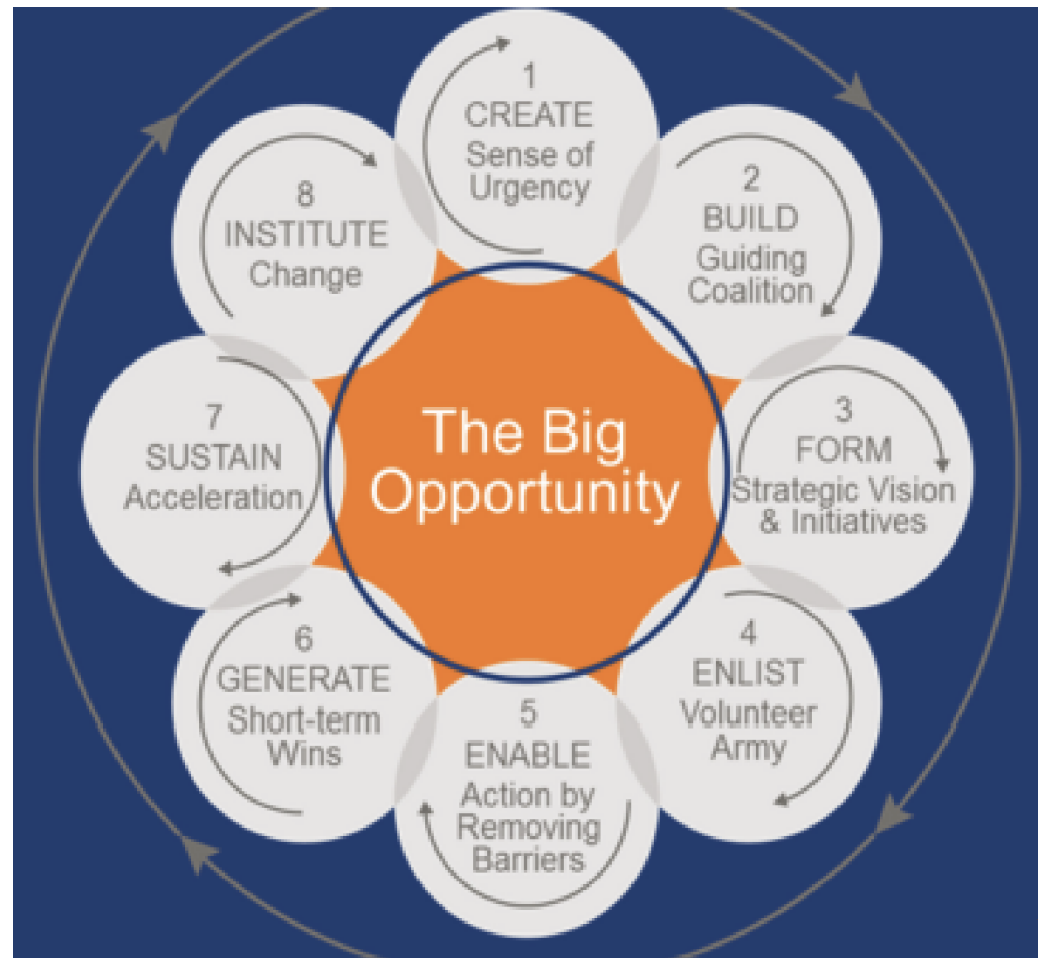 1
CREATE
Sense of
Urgency
2
BUILD
Guiding
Coalition
3
FORM
Strategic Vision
& Initiatives
4
ENLIST
Volunteer
Army
5
ENABLE
Action by
Removing
Barriers
6
GENERATE
Short-term
Wins
7
SUSTAIN
Acceleration
8
INSTITUTE
Change
The Big
Opportunity